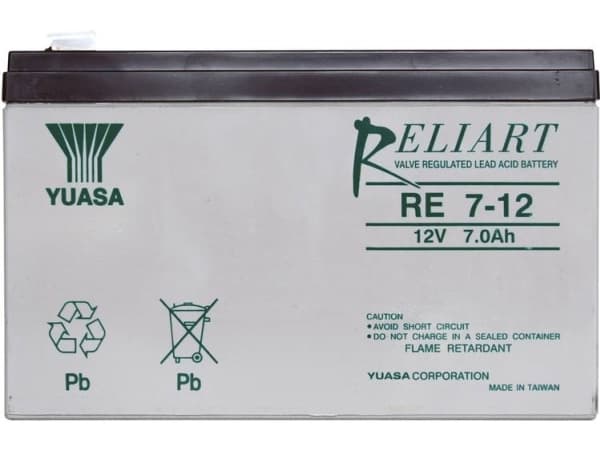 YUASA
RELIART
VALVE REGULATED LEAD ACID BATTERY
RE 7-12
12V 7.0Ah
Pb
Pb
CAUTION
• AVOID SHORT CIRCUIT
• DO NOT CHARGE IN A SEALED CONTAINER
FLAME RETARDANT
YUASA CORPORATION
MADE IN TAIWAN